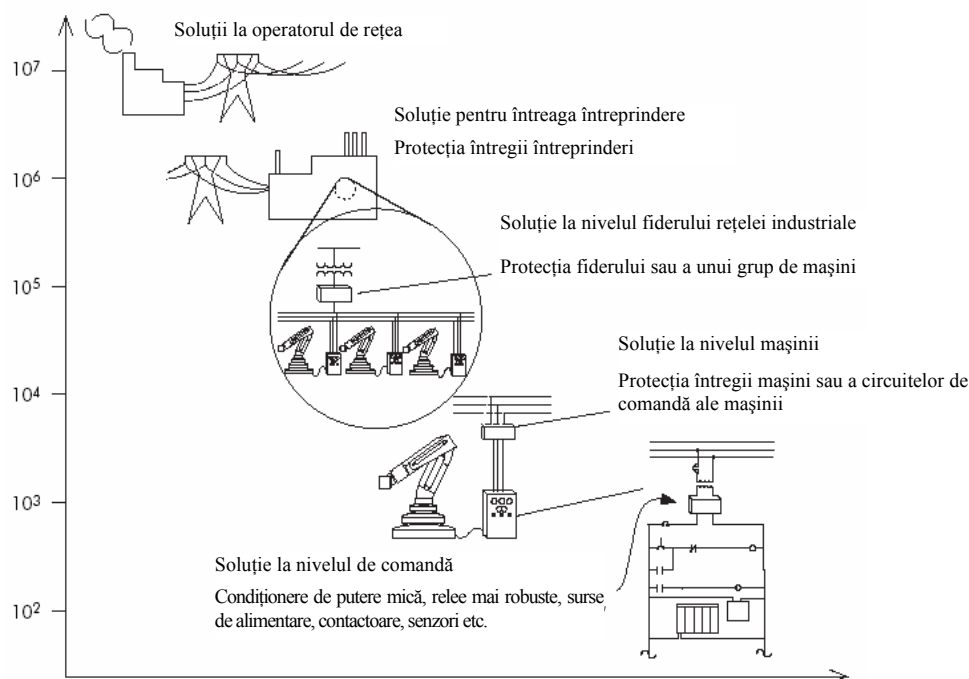 Soluții la operatorul de rețea
10⁷
Soluție pentru întreaga întreprindere
Protecția întregii întreprinderi
10⁶
Soluție la nivelul fiderului rețelei industriale
Protecția fiderului sau a unui grup de mașini
10⁵
Soluție la nivelul mașinii
Protecția întregii mașini sau a circuitelor de
comandă ale mașinii
10⁴
10³
Soluție la nivelul de comandă
Condiționere de putere mică, relee mai robuste, surse
de alimentare, contactoare, senzori etc.
10²